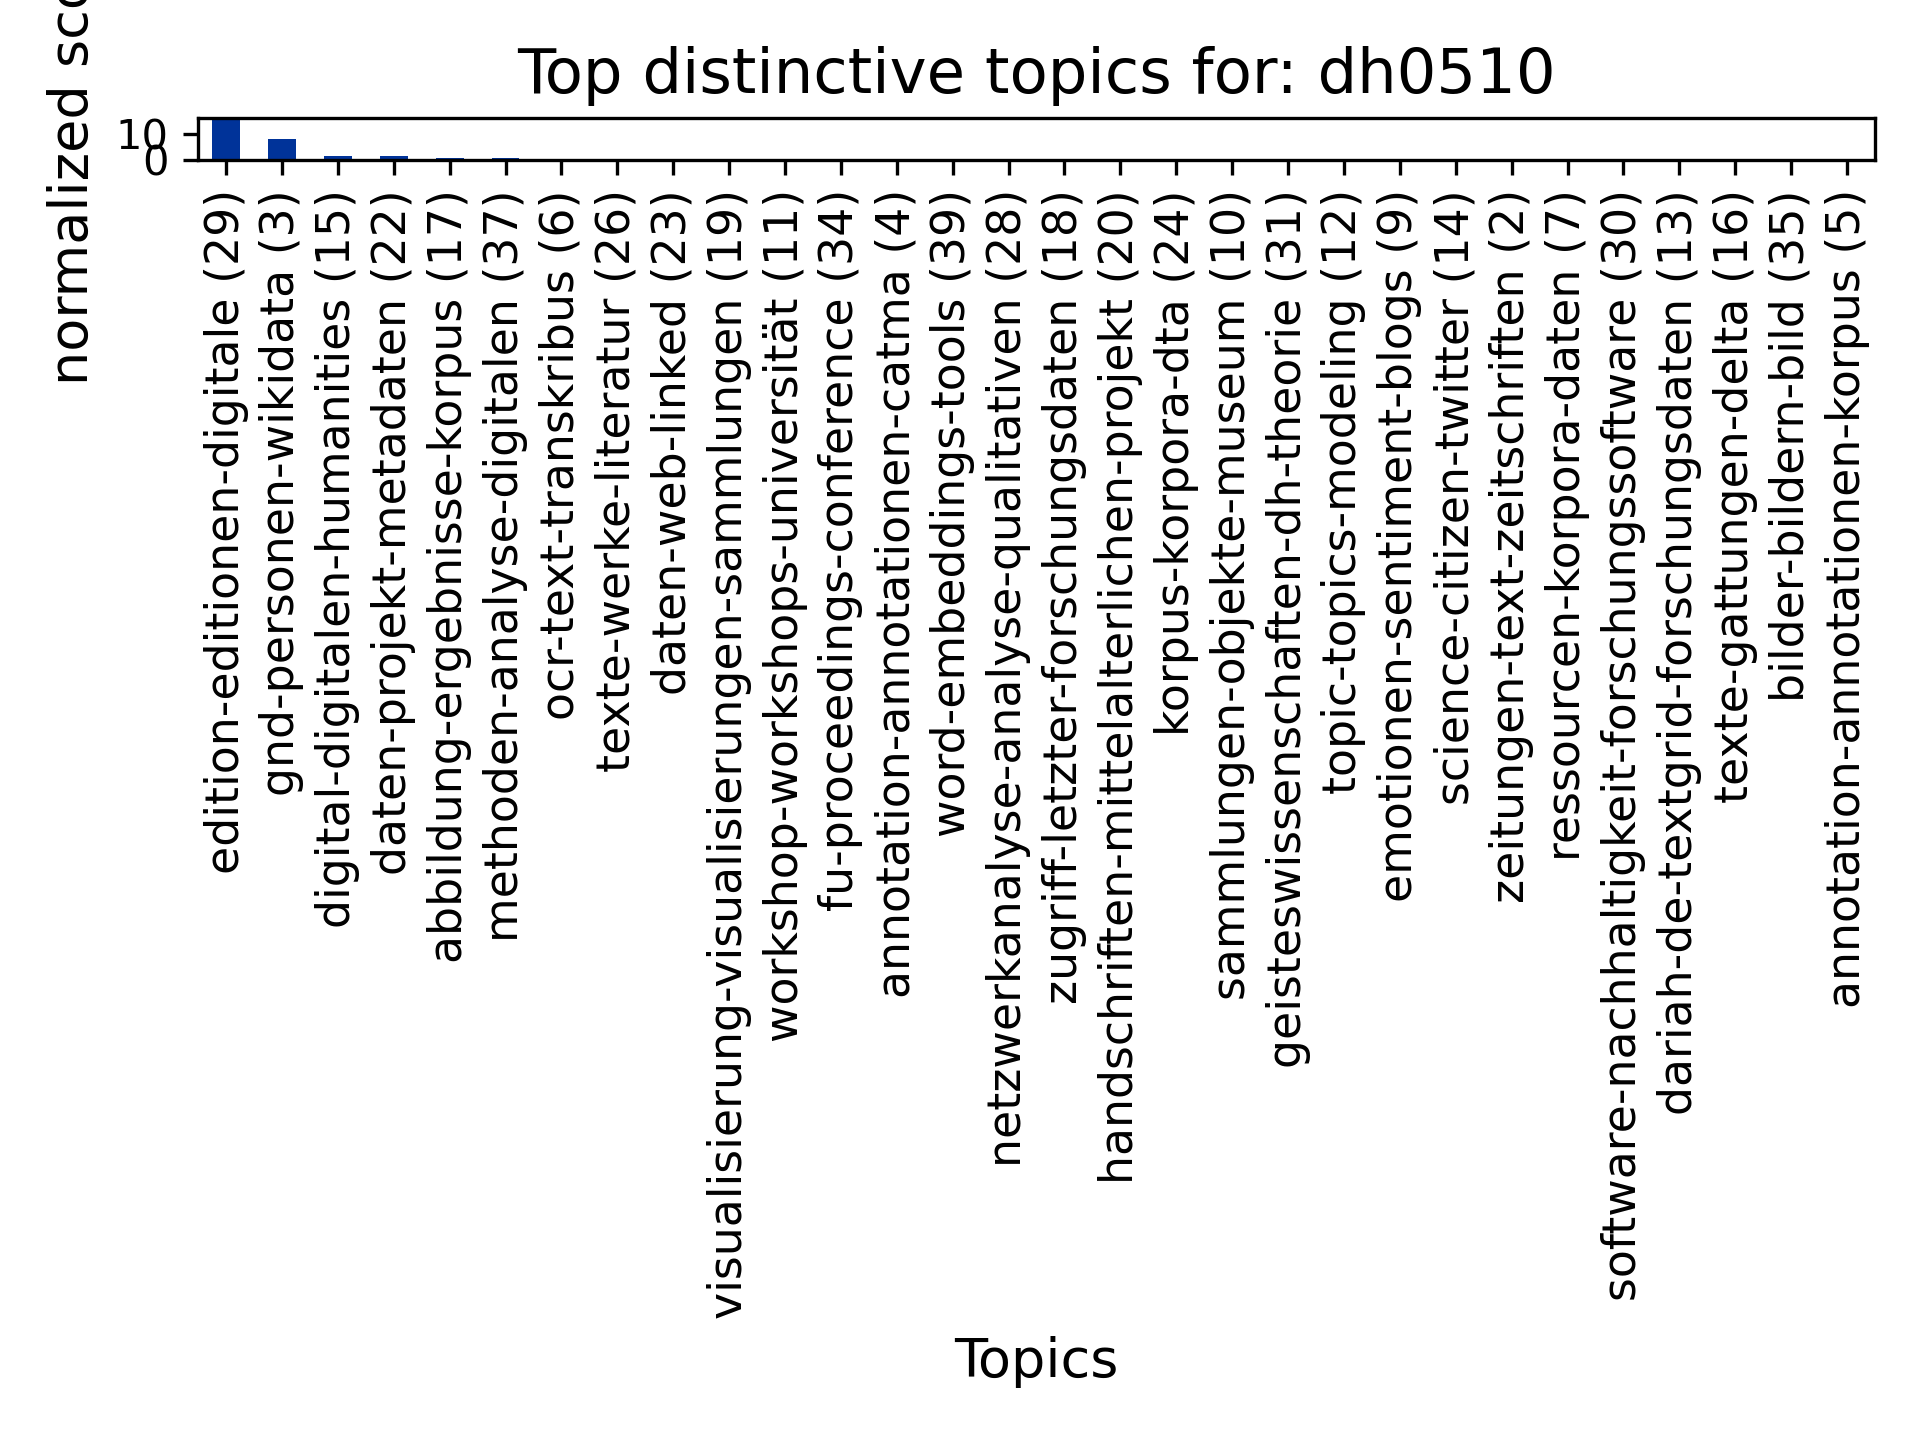 Top distinctive topics for: dh0510
normalized
10
0
edition-editionen-digitale (29)
gnd-personen-wikidata (3)
digital-digitalen-humanities (15)
daten-projekt-metadaten (22)
abbildung-ergebnisse-korpus (17)
methoden-analyse-digitalen (37)
ocr-text-transkribus (6)
texte-werke-literatur (26)
daten-web-linked (23)
visualisierung-visualisierungen-sammlungen (19)
workshop-workshops-universität (11)
fu-proceedings-conference (34)
annotation-annotationen-catma (4)
word-embeddings-tools (39)
netzwerkanalyse-analyse-qualitativen (28)
zugriff-letzter-forschungsdaten (18)
handschriften-mittelalterlichen-projekt (20)
korpus-korpora-dta (24)
sammlungen-objekte-museum (10)
geisteswissenschaften-dh-theorie (31)
topic-topics-modeling (12)
emotionen-sentiment-blogs (9)
science-citizen-twitter (14)
zeitungen-text-zeitschriften (2)
ressourcen-korpora-daten (7)
software-nachhaltigkeit-forschungssoftware (30)
dariah-de-textgrid-forschungsdaten (13)
texte-gattungen-delta (16)
bilder-bildern-bild (35)
annotation-annotationen-korpus (5)
Topics